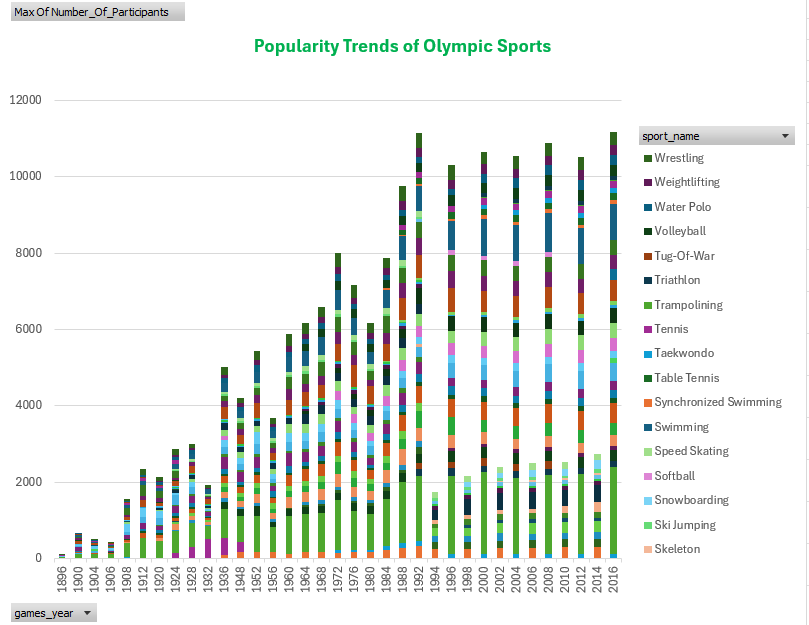 Max Of Number_Of_Participants
Popularity Trends of Olympic Sports
12000
10000
8000
6000
4000
2000
0
1896
1900
1904
1906
1908
1912
1920
1924
1928
1932
1936
1948
1952
1956
1960
1964
1968
1972
1976
1980
1984
1988
1992
1994
1996
1998
2000
2002
2004
2006
2008
2010
2012
2014
2016
sport_name
Wrestling
Weightlifting
Water Polo
Volleyball
Tug-Of-War
Triathlon
Trampolining
Tennis
Taekwondo
Table Tennis
Synchronized Swimming
Swimming
Speed Skating
Softball
Snowboarding
Ski Jumping
Skeleton
games_year